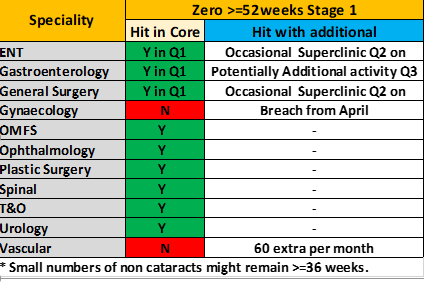 Speciality Zero >=52weeks Stage 1
Hit in Core Hit with additional
ENT Y in Q1 Occasional Superclinic Q2 on
Gastroenterology Y in Q1 Potentially Additional activity Q3
General Surgery Y in Q1 Occasional Superclinic Q2 on
Gynaecology N Breach from April
OMFS Y -
Ophthalmology Y -
Plastic Surgery Y -
Spinal Y -
T&O Y -
Urology Y -
Vascular N 60 extra per month
* Small numbers of non cataracts might remain >=36 weeks.